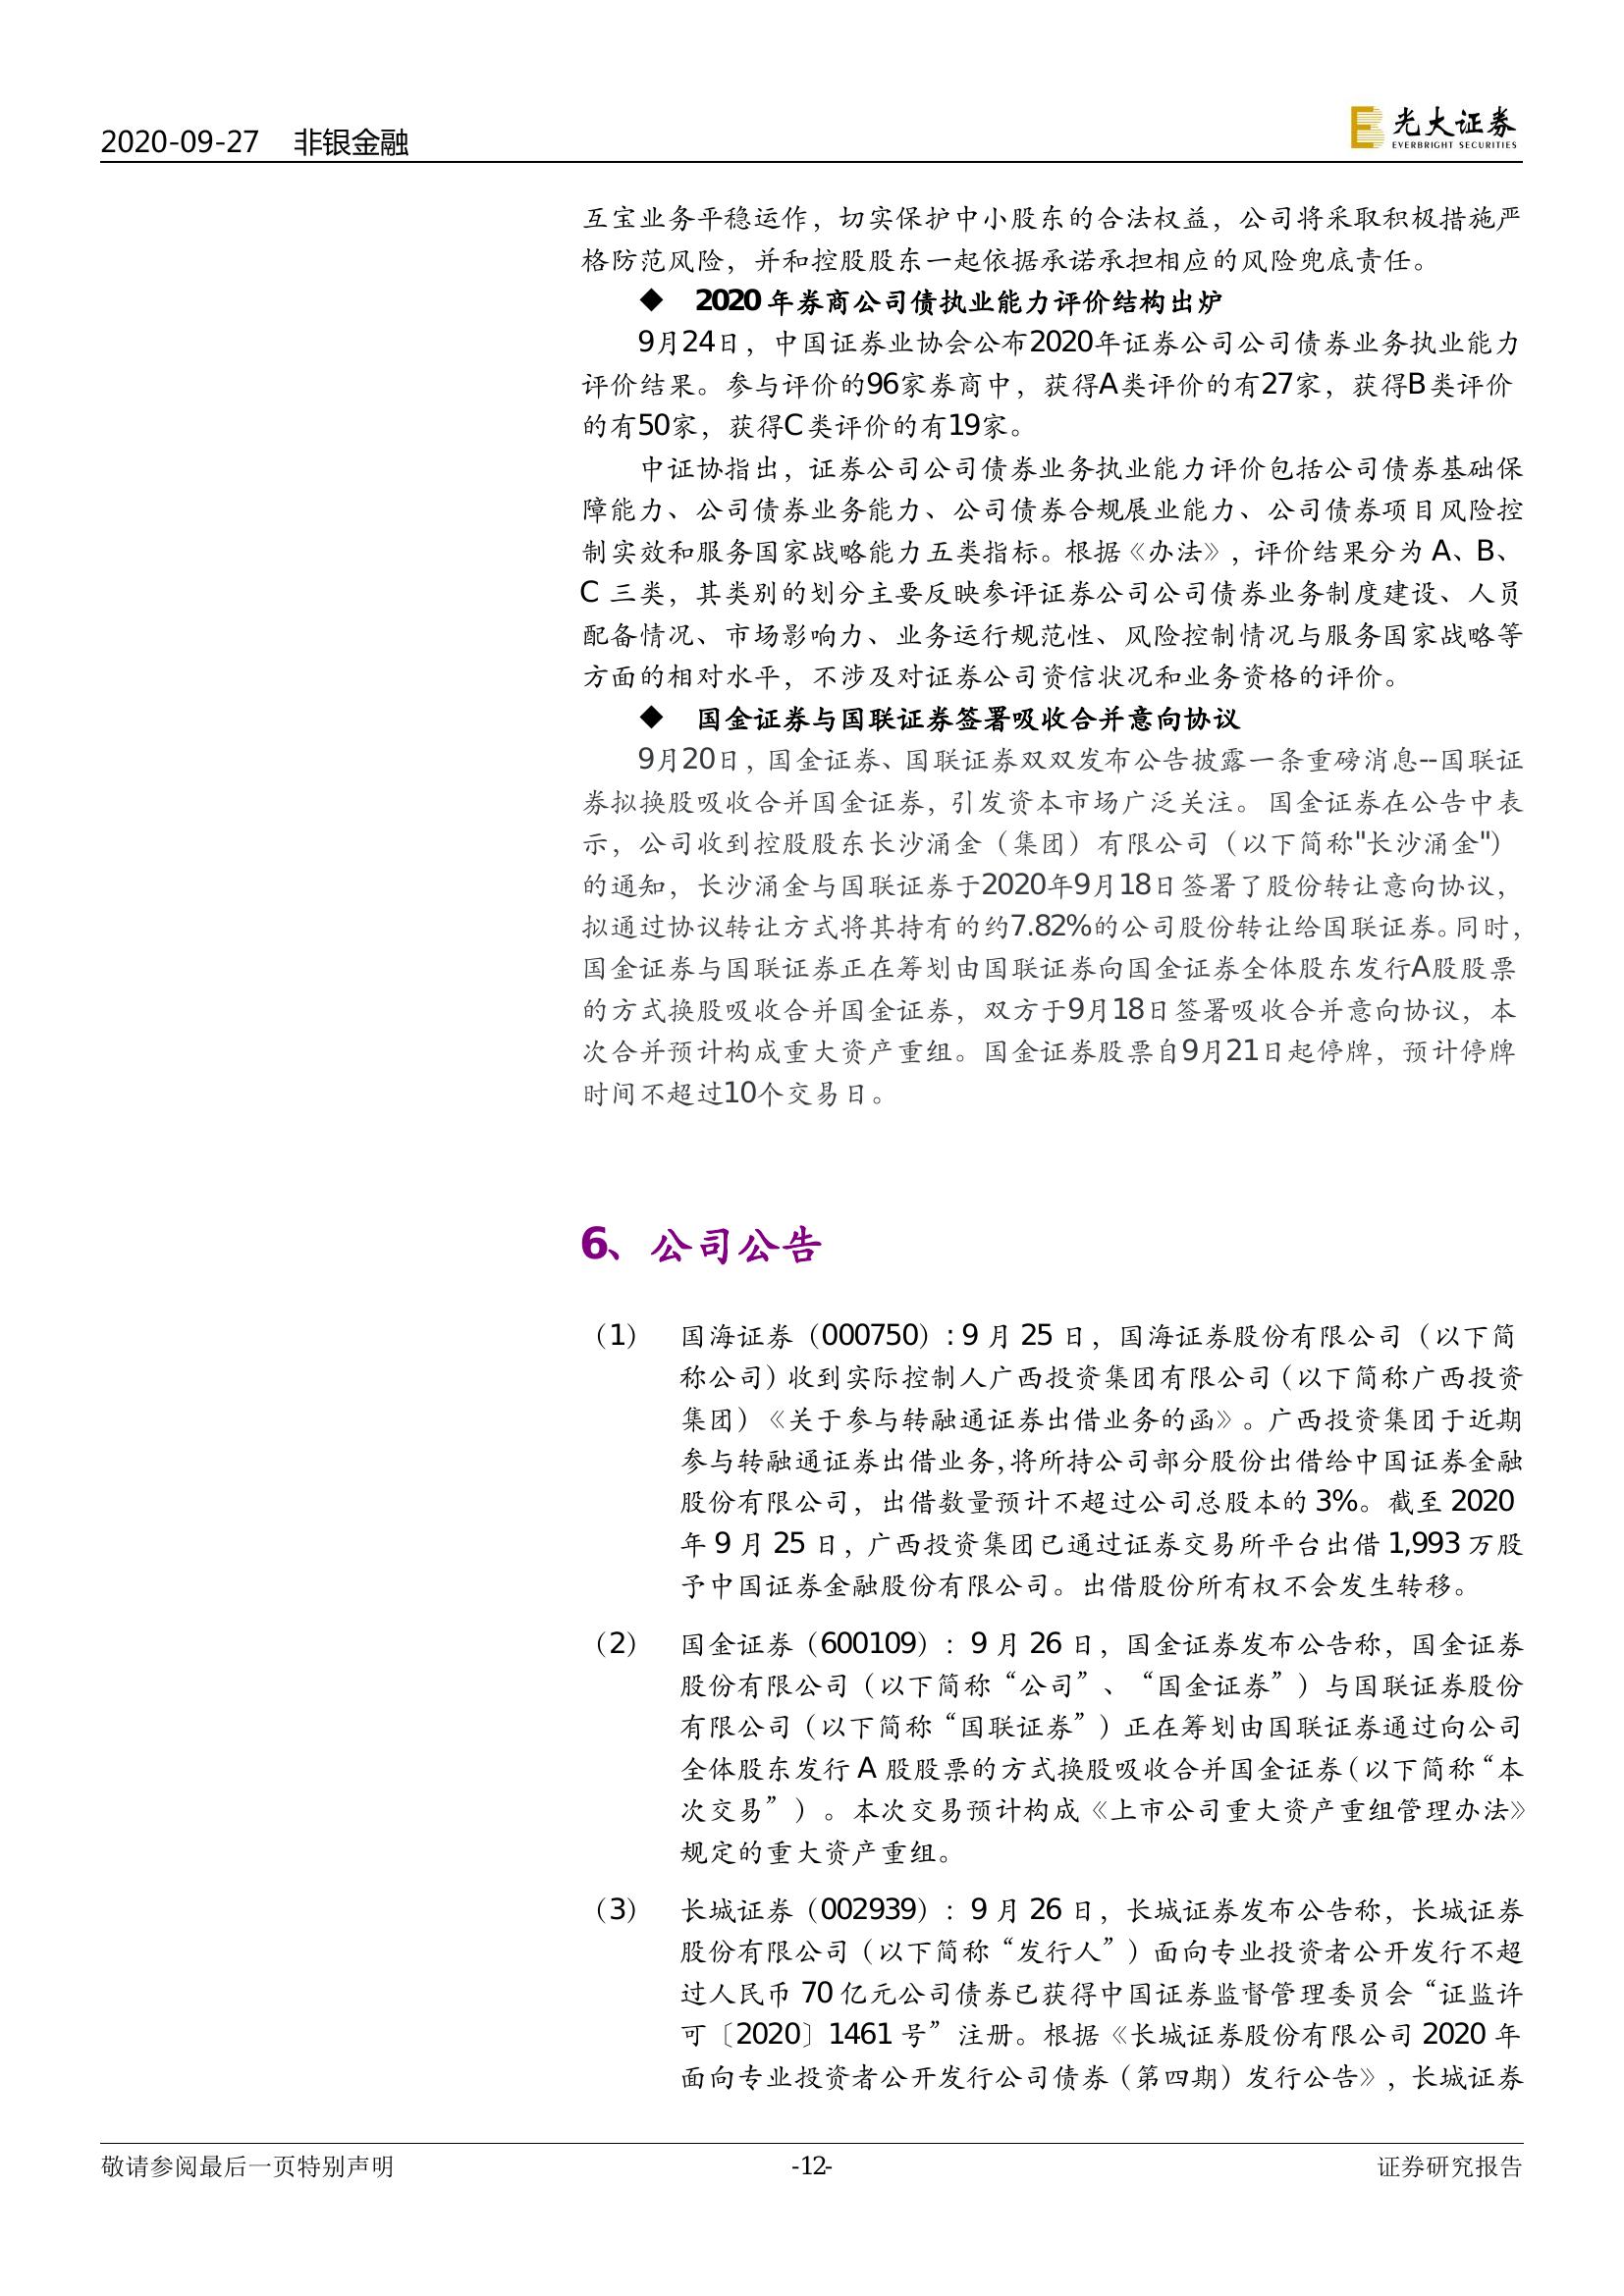 2020-09-27 非银金融
光大证券
EVERBRIGHT SECURITIES
互宝业务平稳运作，切实保护中小股东的合法权益，公司将采取积极措施严
格防范风险，并和控股股东一起依据承诺承担相应的风险兜底责任。
◆ 2020 年券商公司债执业能力评价结构出炉
9月24日，中国证券业协会公布2020年证券公司公司债券业务执业能力
评价结果。参与评价的96家券商中，获得A类评价的有27家，获得B类评价
的有50家，获得C类评价的有19家。
中证协指出，证券公司公司债券业务执业能力评价包括公司债券基础保
障能力、公司债券业务能力、公司债券合规展业能力、公司债券项目风险控
制实效和服务国家战略能力五类指标。根据《办法》，评价结果分为 A、B、
C 三类，其类别的划分主要反映参评证券公司公司债券业务制度建设、人员
配备情况、市场影响力、业务运行规范性、风险控制情况与服务国家战略等
方面的相对水平，不涉及对证券公司资信状况和业务资格的评价。
◆ 国金证券与国联证券签署吸收合并意向协议
9月20日，国金证券、国联证券双双发布公告披露一条重磅消息--国联证
券拟换股吸收合并国金证券，引发资本市场广泛关注。 国金证券在公告中表
示，公司收到控股股东长沙涌金（集团）有限公司（以下简称"长沙涌金"）
的通知，长沙涌金与国联证券于2020年9月18日签署了股份转让意向协议，
拟通过协议转让方式将其持有的约7.82%的公司股份转让给国联证券。同时，
国金证券与国联证券正在筹划由国联证券向国金证券全体股东发行A股股票
的方式换股吸收合并国金证券，双方于9月18日签署吸收合并意向协议，本
次合并预计构成重大资产重组。国金证券股票自9月21日起停牌，预计停牌
时间不超过10个交易日。
6、公司公告
（1） 国海证券（000750）: 9 月 25 日，国海证券股份有限公司（以下简
称公司）收到实际控制人广西投资集团有限公司（以下简称广西投资
集团）《关于参与转融通证券出借业务的函》。广西投资集团于近期
参与转融通证券出借业务,将所持公司部分股份出借给中国证券金融
股份有限公司，出借数量预计不超过公司总股本的 3%。截至 2020
年 9 月 25 日，广西投资集团已通过证券交易所平台出借 1,993 万股
予中国证券金融股份有限公司。出借股份所有权不会发生转移。
（2） 国金证券（600109）：9 月 26 日，国金证券发布公告称，国金证券
股份有限公司（以下简称“公司”、“国金证券”）与国联证券股份
有限公司（以下简称“国联证券”）正在筹划由国联证券通过向公司
全体股东发行 A 股股票的方式换股吸收合并国金证券（以下简称“本
次交易”）。本次交易预计构成《上市公司重大资产重组管理办法》
规定的重大资产重组。
（3） 长城证券（002939）：9 月 26 日，长城证券发布公告称，长城证券
股份有限公司（以下简称“发行人”）面向专业投资者公开发行不超
过人民币 70 亿元公司债券已获得中国证券监督管理委员会“证监许
可〔2020〕1461 号”注册。根据《长城证券股份有限公司 2020 年
面向专业投资者公开发行公司债券（第四期）发行公告》，长城证券
敬请参阅最后一页特别声明
-12-
证券研究报告